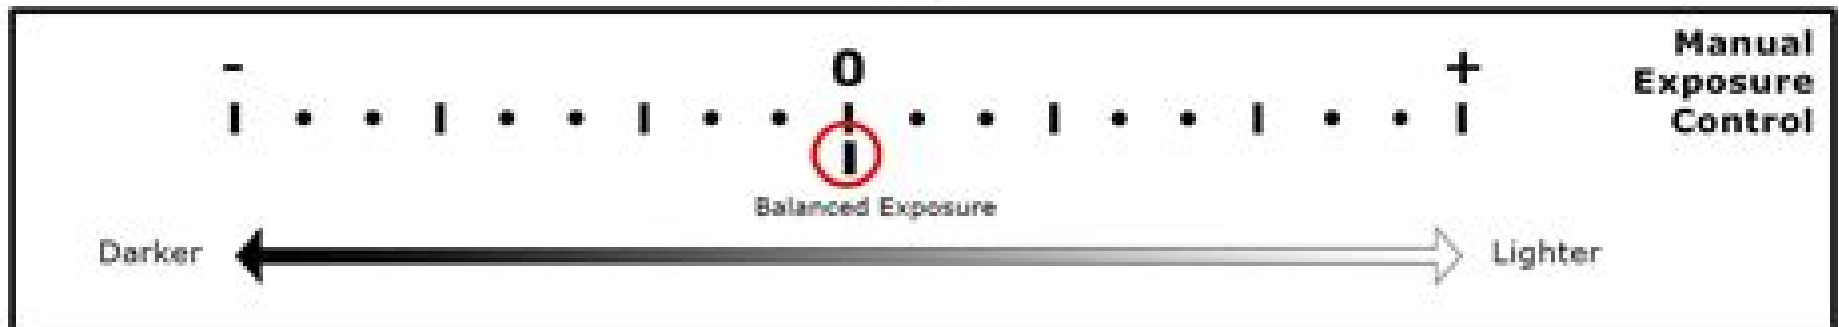 - 0 +
Manual
Exposure
Control
Balanced Exposure
Darker Lighter